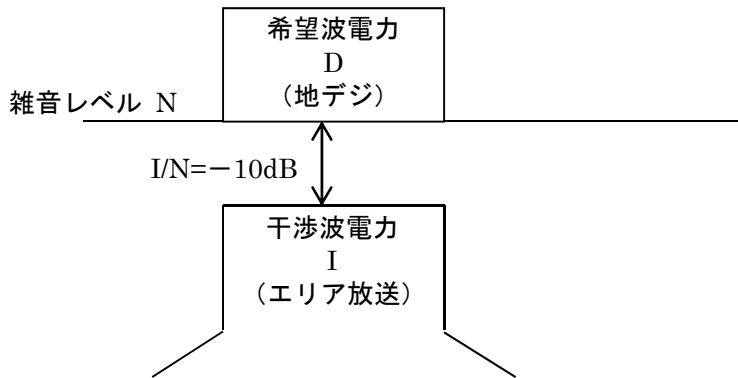 希望波電力
D
（地デジ）
雑音レベル N
I/N=－10dB
干渉波電力
I
（エリア放送）